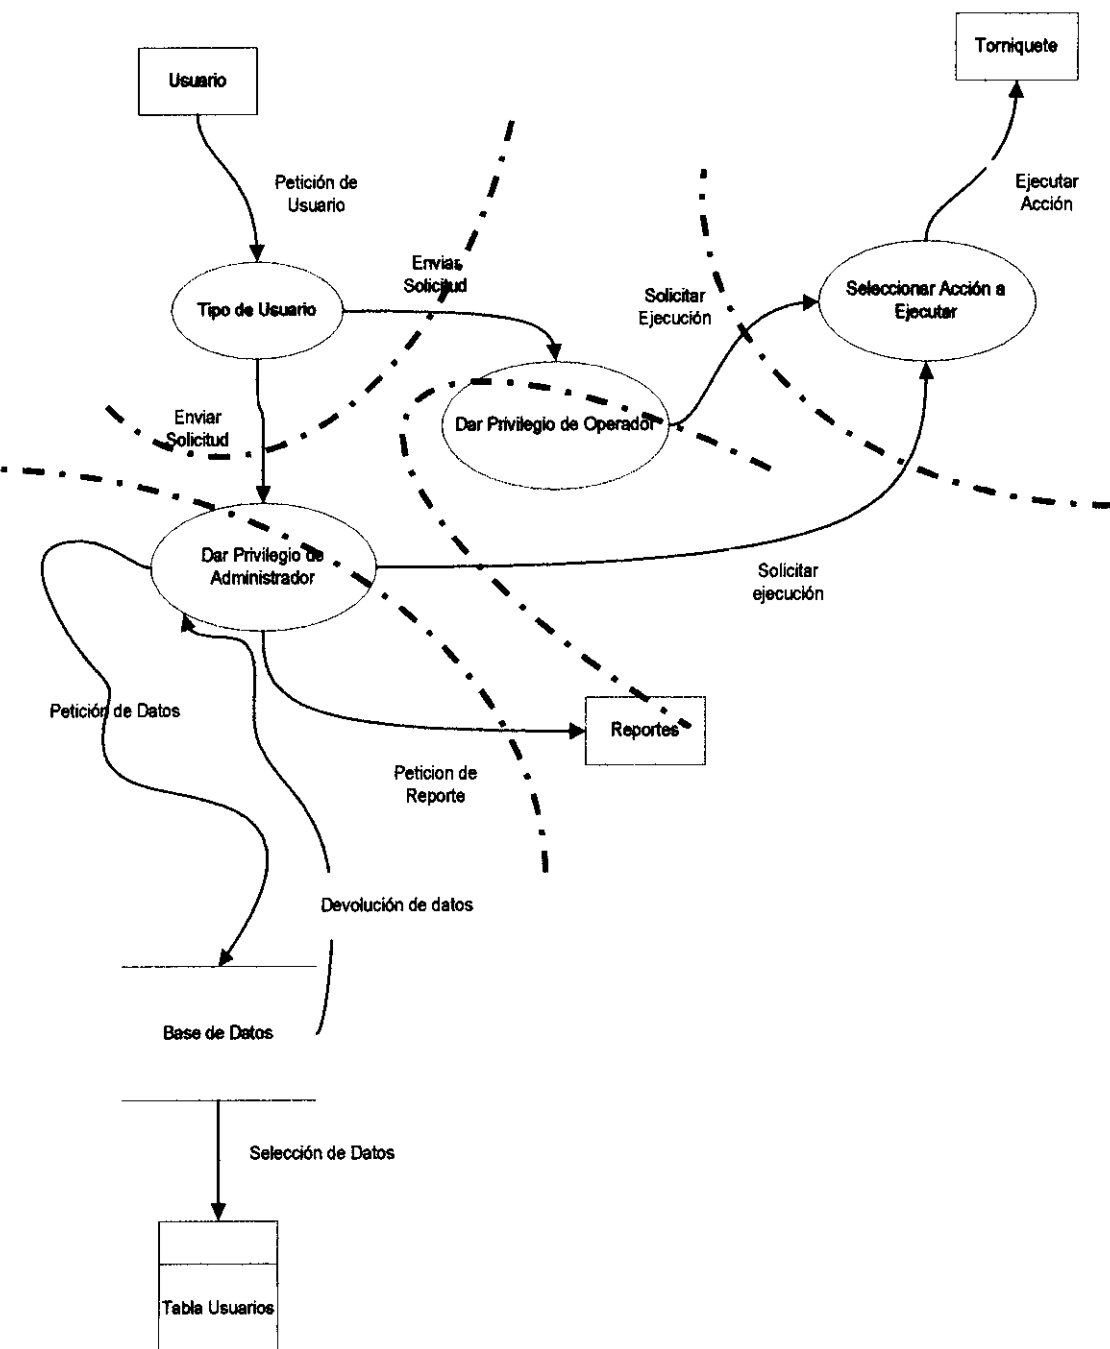 Torniquete
Usuario
Petición de
Usuario
Ejecutar
Acción
Enviar
Solicitud
Tipo de Usuario
Solicitar
Ejecución
Seleccionar Acción a
Ejecutar
Enviar
Solicitud
Dar Privilegio de Operador
Dar Privilegio de
Administrador
Solicitar
ejecución
Petición de Datos
Reportes
Peticion de
Reporte
Devolución de datos
Base de Datos
Selección de Datos
Tabla Usuarios